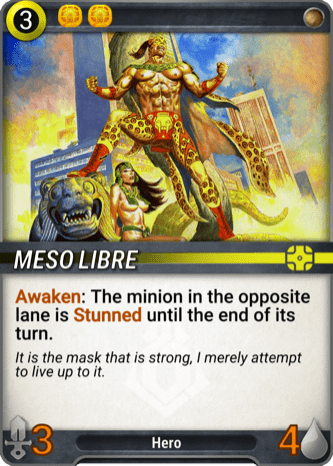 3
MESO LIBRE
Awaken: The minion in the opposite
lane is Stunned until the end of its
turn.
It is the mask that is strong, I merely attempt
to live up to it.
3
Hero
4